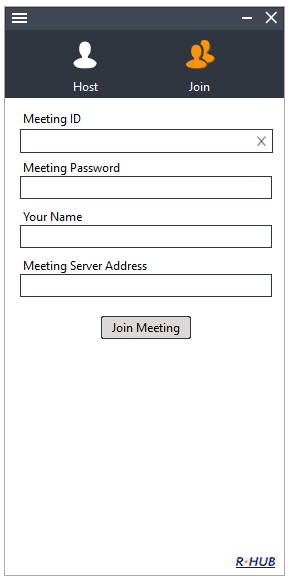 Host
Join
Meeting ID
Meeting Password
Your Name
Meeting Server Address
Join Meeting
R•HUB